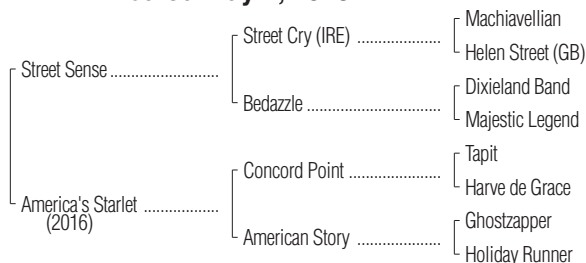 Machiavellian
Street Cry (IRE) ....................
Helen Street (GB)
Street Sense ..........................
Dixieland Band
Bedazzle ................................
Majestic Legend
Tapit
Concord Point ......................
Harve de Grace
America's Starlet ..................
(2016)
Ghostzapper
American Story ....................
Holiday Runner